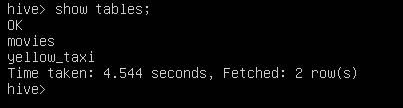 hive> show tables;
OK
movies
yellow_taxi
Time taken: 4.544 seconds, Fetched: 2 row(s)
hive>